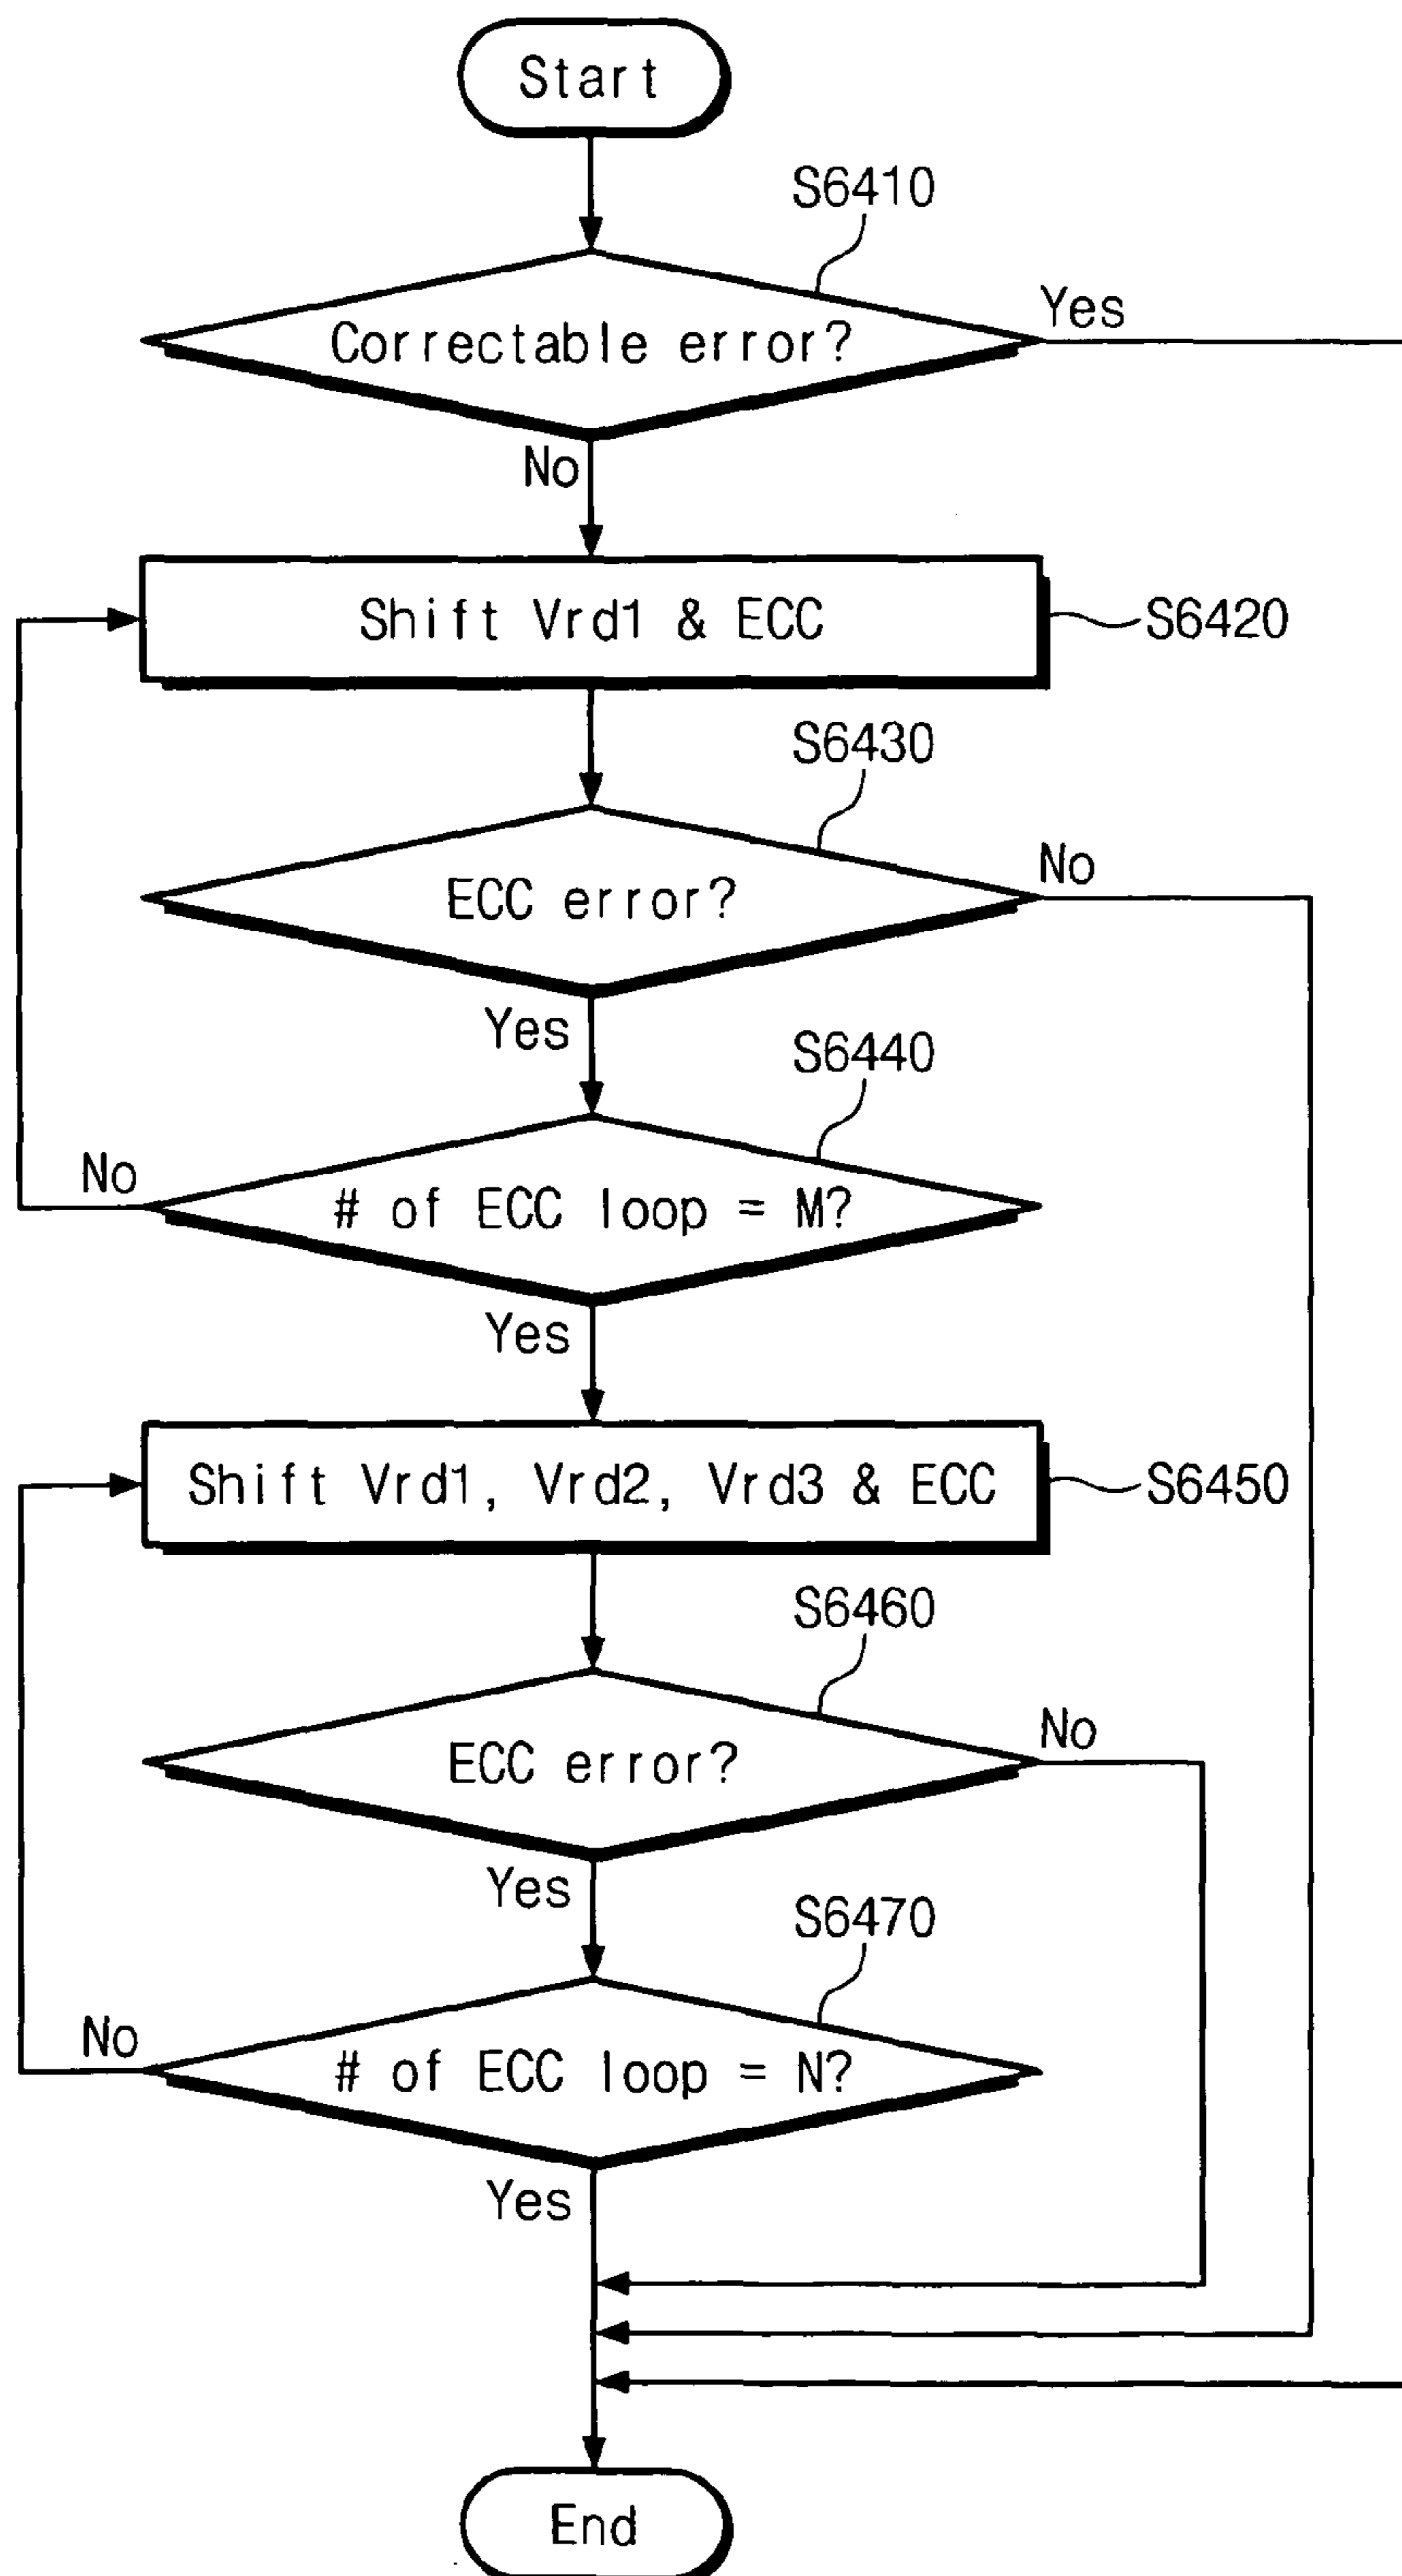 Start
S6410
Correctable error?
Yes
No
Shift Vrd1 & ECC
S6420
S6430
ECC error?
No
Yes
S6440
# of ECC loop = M?
No
Yes
Shift Vrd1, Vrd2, Vrd3 & ECC
S6450
S6460
ECC error?
No
Yes
S6470
# of ECC loop = N?
No
Yes
End